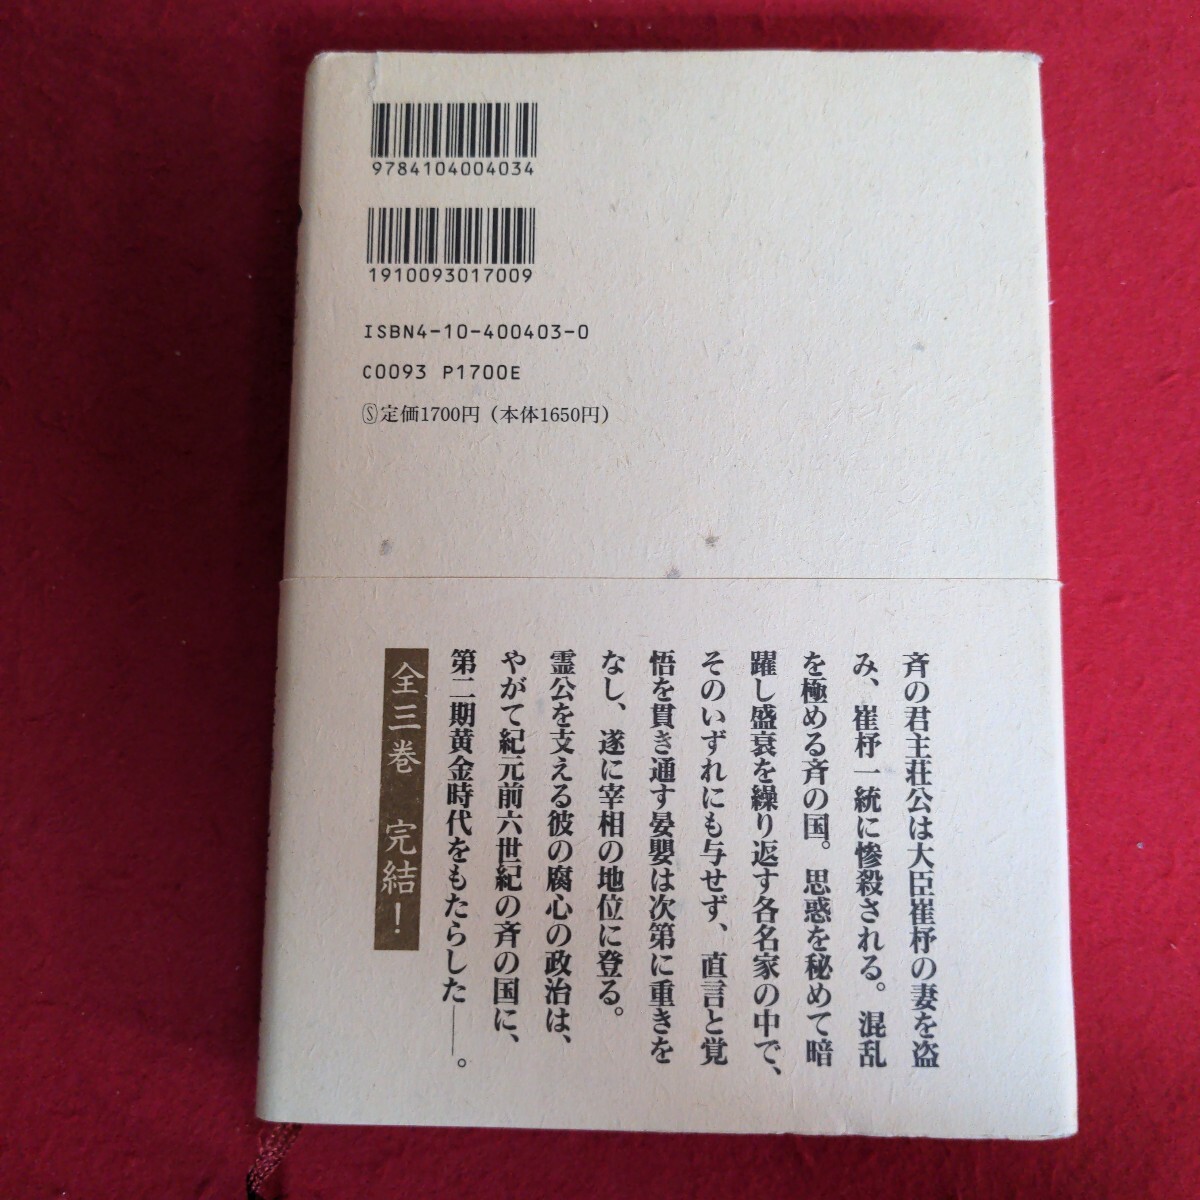 9784104004034
1910093017009
ISBN4-10-400403-0
C0093 P1700E
Ⓢ定価1700円（本体1650円）
斉の君主荘公は大臣崔杼の妻を盗
み、崔杼一統に惨殺される。混乱
を極める斉の国。思惑を秘めて暗
躍し盛衰を繰り返す各名家の中で、
そのいずれにも与せず、直言と覚
悟を貫き通す晏嬰は次第に重きを
なし、遂に宰相の地位に登る。
霊公を支える彼の腐心の政治は、
やがて紀元前六世紀の斉の国に、
第二期黄金時代をもたらした――。
全三巻 完結！